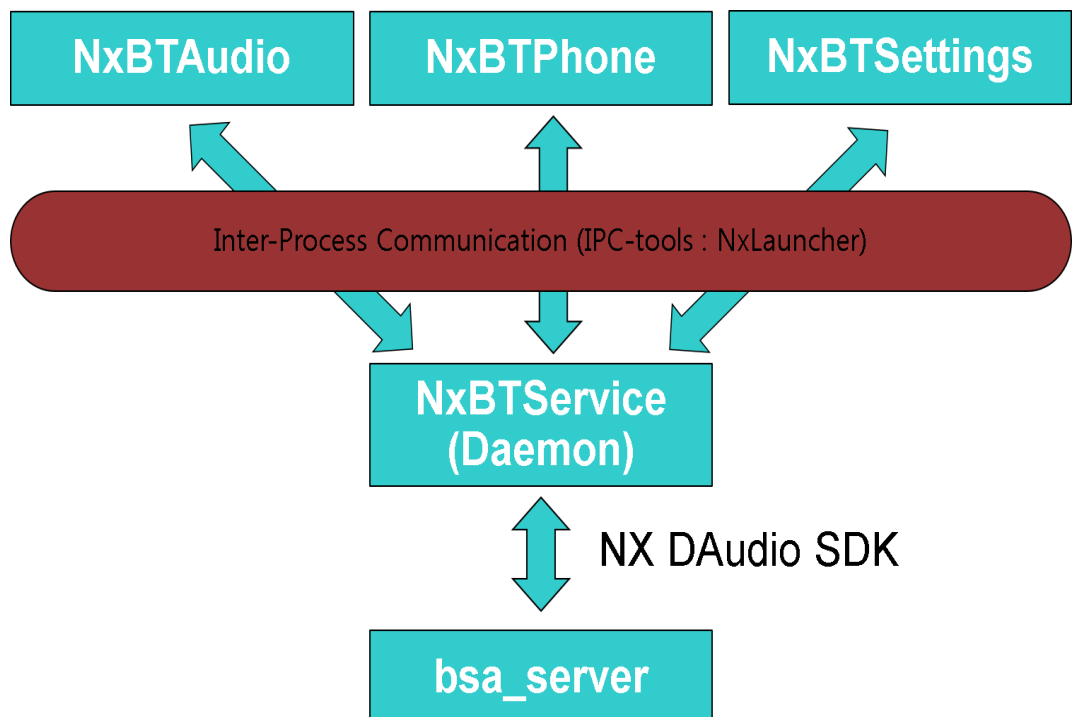 NxBTAudio
NxBTPhone
NxBTSettings
Inter-Process Communication (IPC-tools : NxLauncher)
NxBTService
(Daemon)
NX DAudio SDK
bsa_server